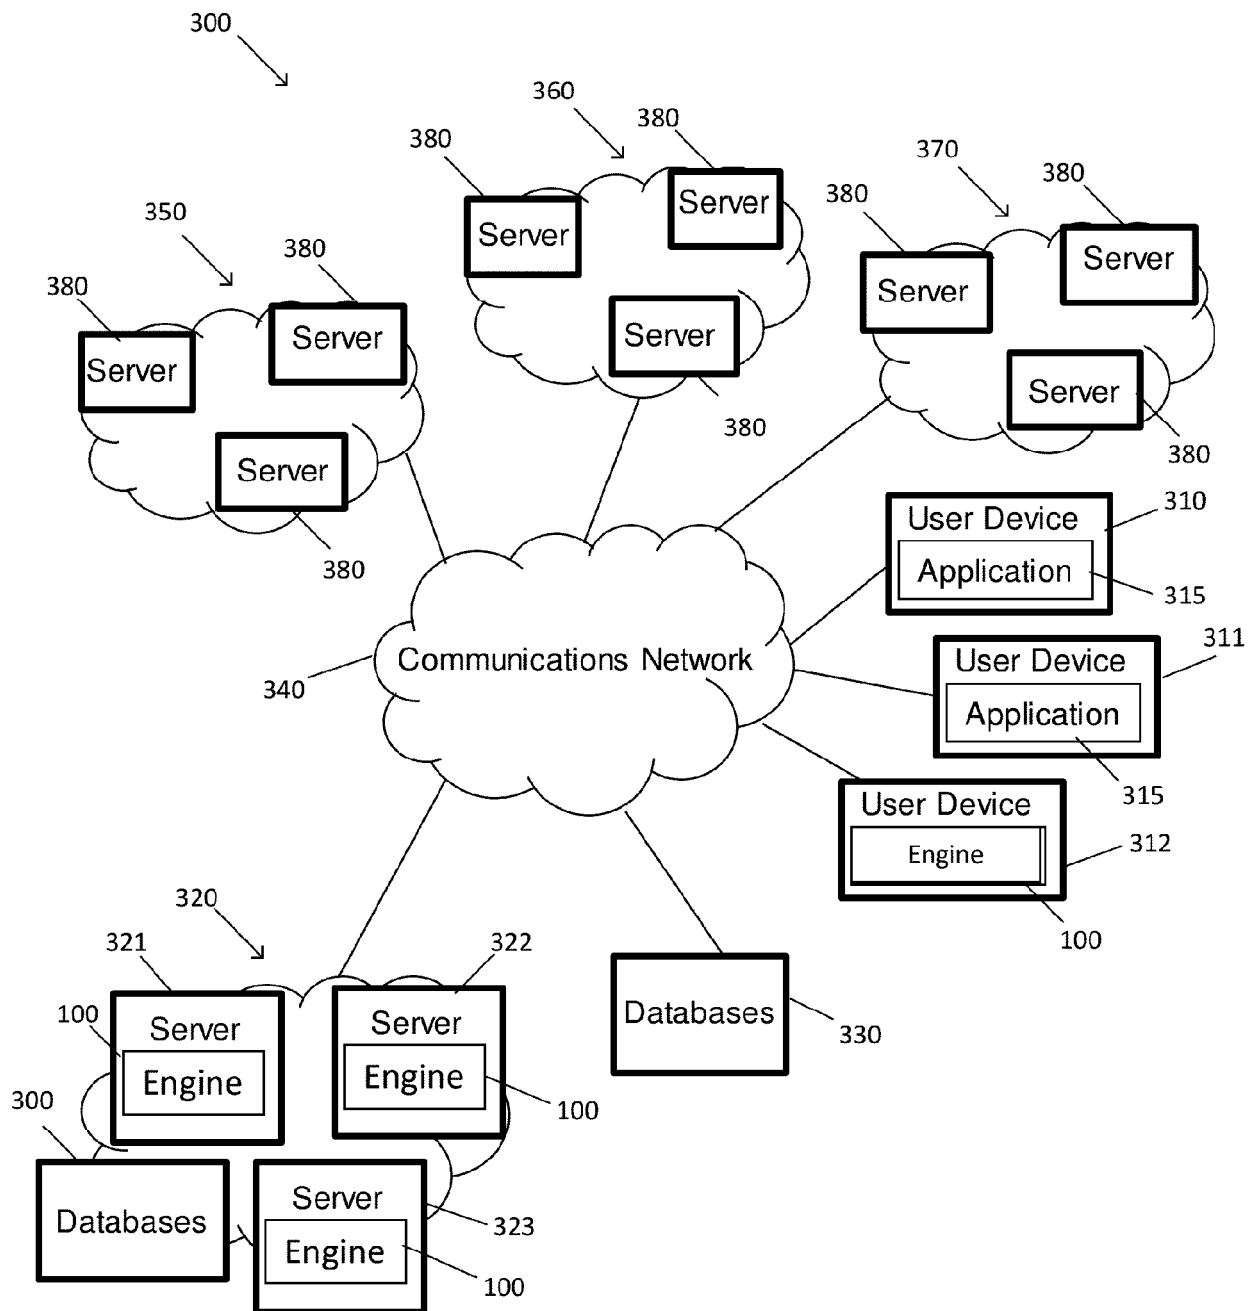 300
360
380
380
370
380
380
350
380
380
Server
Server
Server
Server
Server
Server
Server
Server
Server
380
380
380
User Device
310
Application
315
Communications Network
340
User Device
311
Application
315
User Device
312
Engine
100
320
321
322
100
Server
Engine
Server
Engine
100
Databases
330
300
Databases
Server
323
Engine
100